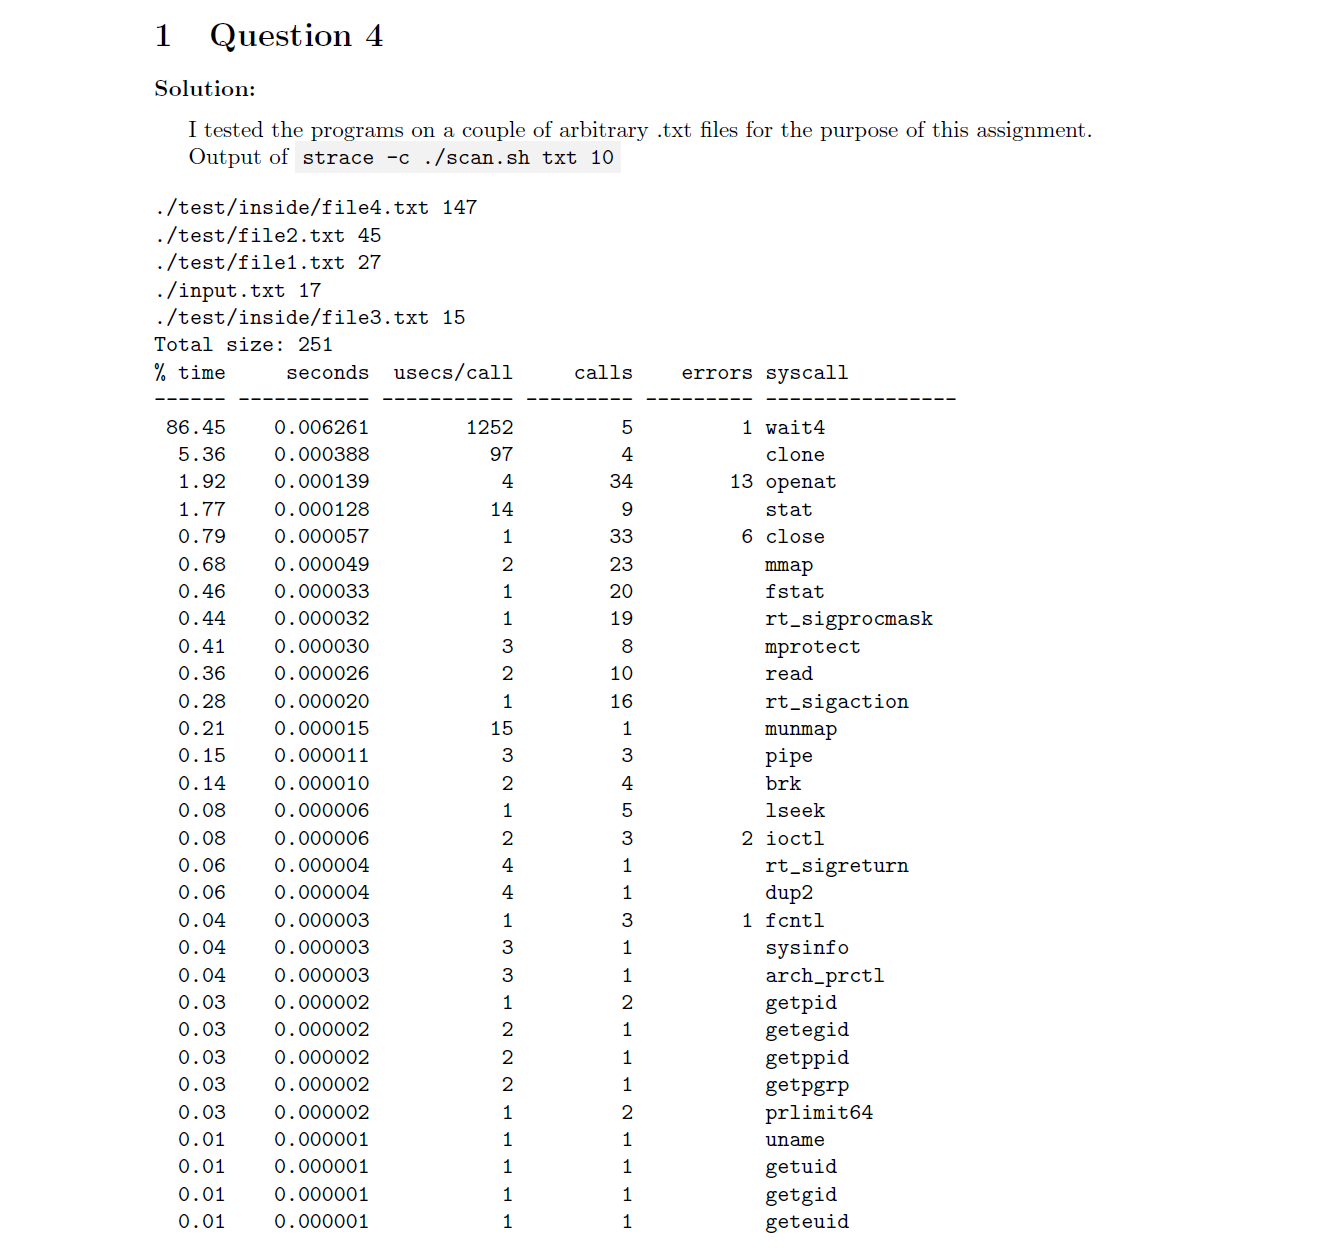 1 Question 4
Solution:
I tested the programs on a couple of arbitrary .txt files for the purpose of this assignment.
Output of strace -c ./scan.sh txt 10
./test/inside/file4.txt 147
./test/file2.txt 45
./test/file1.txt 27
./input.txt 17
./test/inside/file3.txt 15
Total size: 251
% time     seconds  usecs/call     calls    errors syscall
------ ----------- ----------- --------- --------- ----------------
 86.45    0.006261        1252         5         1 wait4
  5.36    0.000388          97         4           clone
  1.92    0.000139           4        34        13 openat
  1.77    0.000128          14         9           stat
  0.79    0.000057           1        33         6 close
  0.68    0.000049           2        23           mmap
  0.46    0.000033           1        20           fstat
  0.44    0.000032           1        19           rt_sigprocmask
  0.41    0.000030           3         8           mprotect
  0.36    0.000026           2        10           read
  0.28    0.000020           1        16           rt_sigaction
  0.21    0.000015          15         1           munmap
  0.15    0.000011           3         3           pipe
  0.14    0.000010           2         4           brk
  0.08    0.000006           1         5           lseek
  0.08    0.000006           2         3         2 ioctl
  0.06    0.000004           4         1           rt_sigreturn
  0.06    0.000004           4         1           dup2
  0.04    0.000003           1         3         1 fcntl
  0.04    0.000003           3         1           sysinfo
  0.04    0.000003           3         1           arch_prctl
  0.03    0.000002           1         2           getpid
  0.03    0.000002           2         1           getegid
  0.03    0.000002           2         1           getppid
  0.03    0.000002           2         1           getpgrp
  0.03    0.000002           1         2           prlimit64
  0.01    0.000001           1         1           uname
  0.01    0.000001           1         1           getuid
  0.01    0.000001           1         1           getgid
  0.01    0.000001           1         1           geteuid